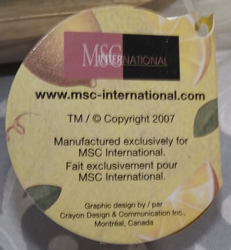 MSC INTERNATIONAL
www.msc-international.com
TM / © Copyright 2007
Manufactured exclusively for
MSC International.
Fait exclusivement pour
MSC International.
Graphic design by / par
Crayon Design & Communication Inc.,
Montréal, Canada